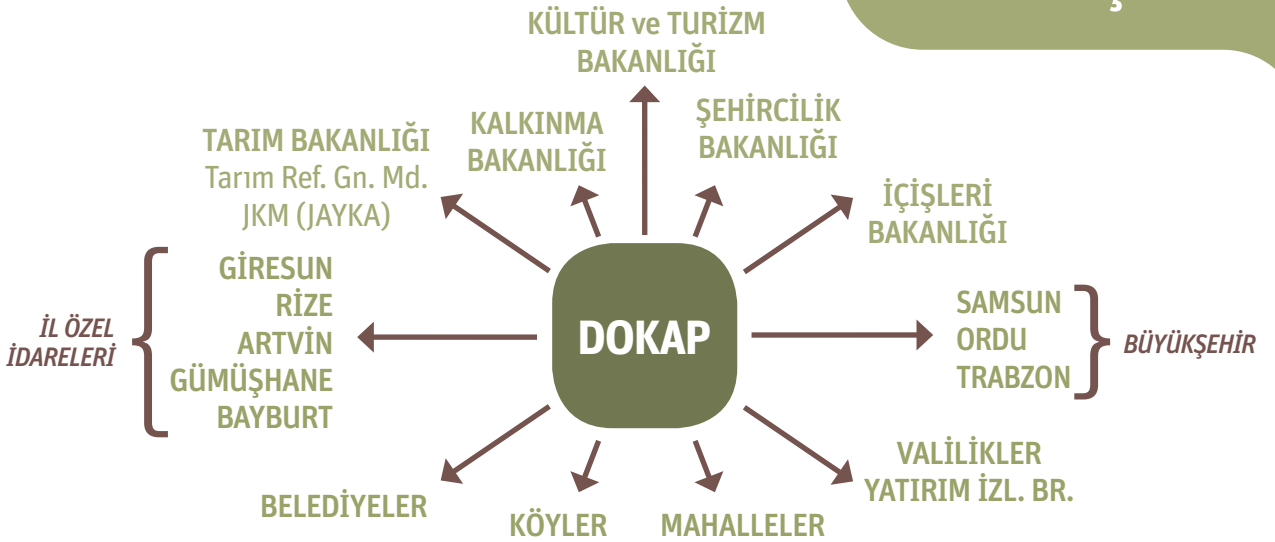 KÜLTÜR ve TURİZM
BAKANLIĞI
TARIM BAKANLIĞI
Tarım Ref. Gn. Md.
JKM (JAYKA)
KALKINMA
BAKANLIĞI
ŞEHİRCİLİK
BAKANLIĞI
İÇİŞLERİ
BAKANLIĞI
İL ÖZEL
İDARELERİ
GİRESUN
RİZE
ARTVİN
GÜMÜŞHANE
BAYBURT
DOKAP
SAMSUN
ORDU
TRABZON
BÜYÜKŞEHİR
BELEDİYELER
KÖYLER
MAHALLELER
VALİLİKLER
YATIRIM İZL. BR.